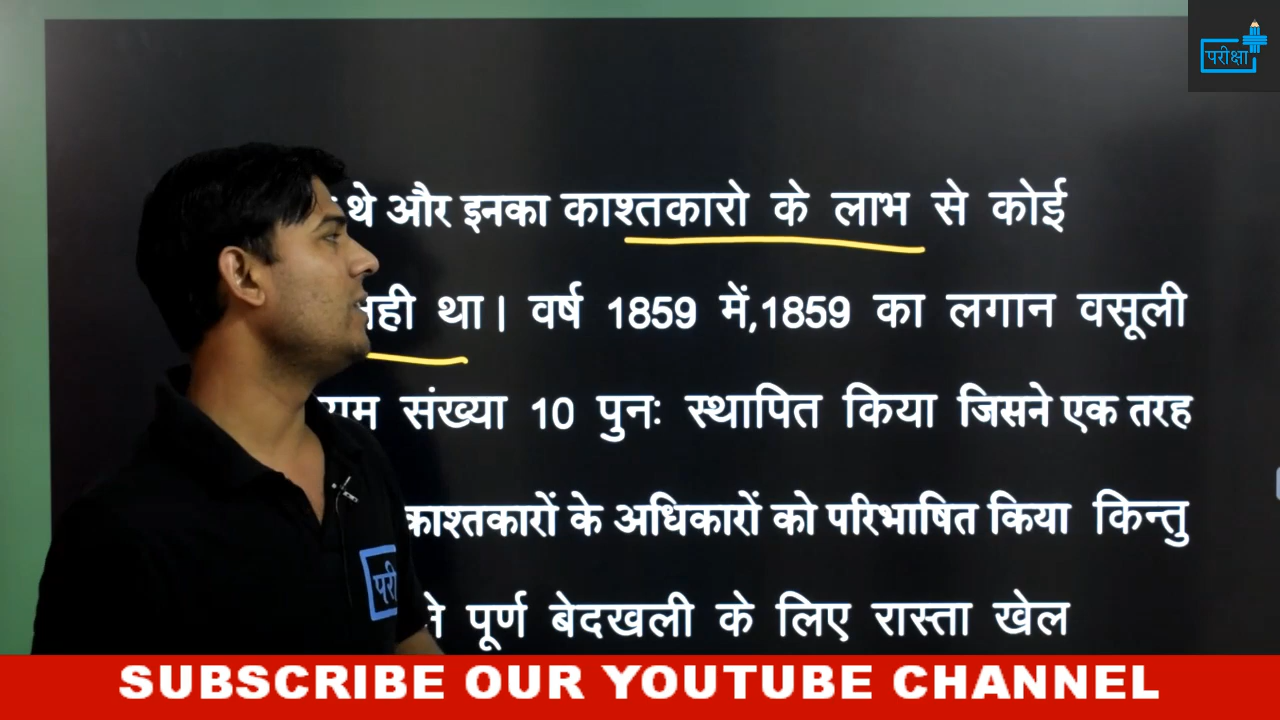 परीक्षा
थे और इनका काश्तकारो के लाभ से कोई
था। वर्ष 1859 में,1859 का लगान वसूली
संख्या 10 पुनः स्थापित किया जिसने एक तरह
काश्तकारों के अधिकारों को परिभाषित किया किन्तु
परी
पूर्ण बेदखली के लिए रास्ता खेल
SUBSCRIBE OUR YOUTUBE CHANNEL